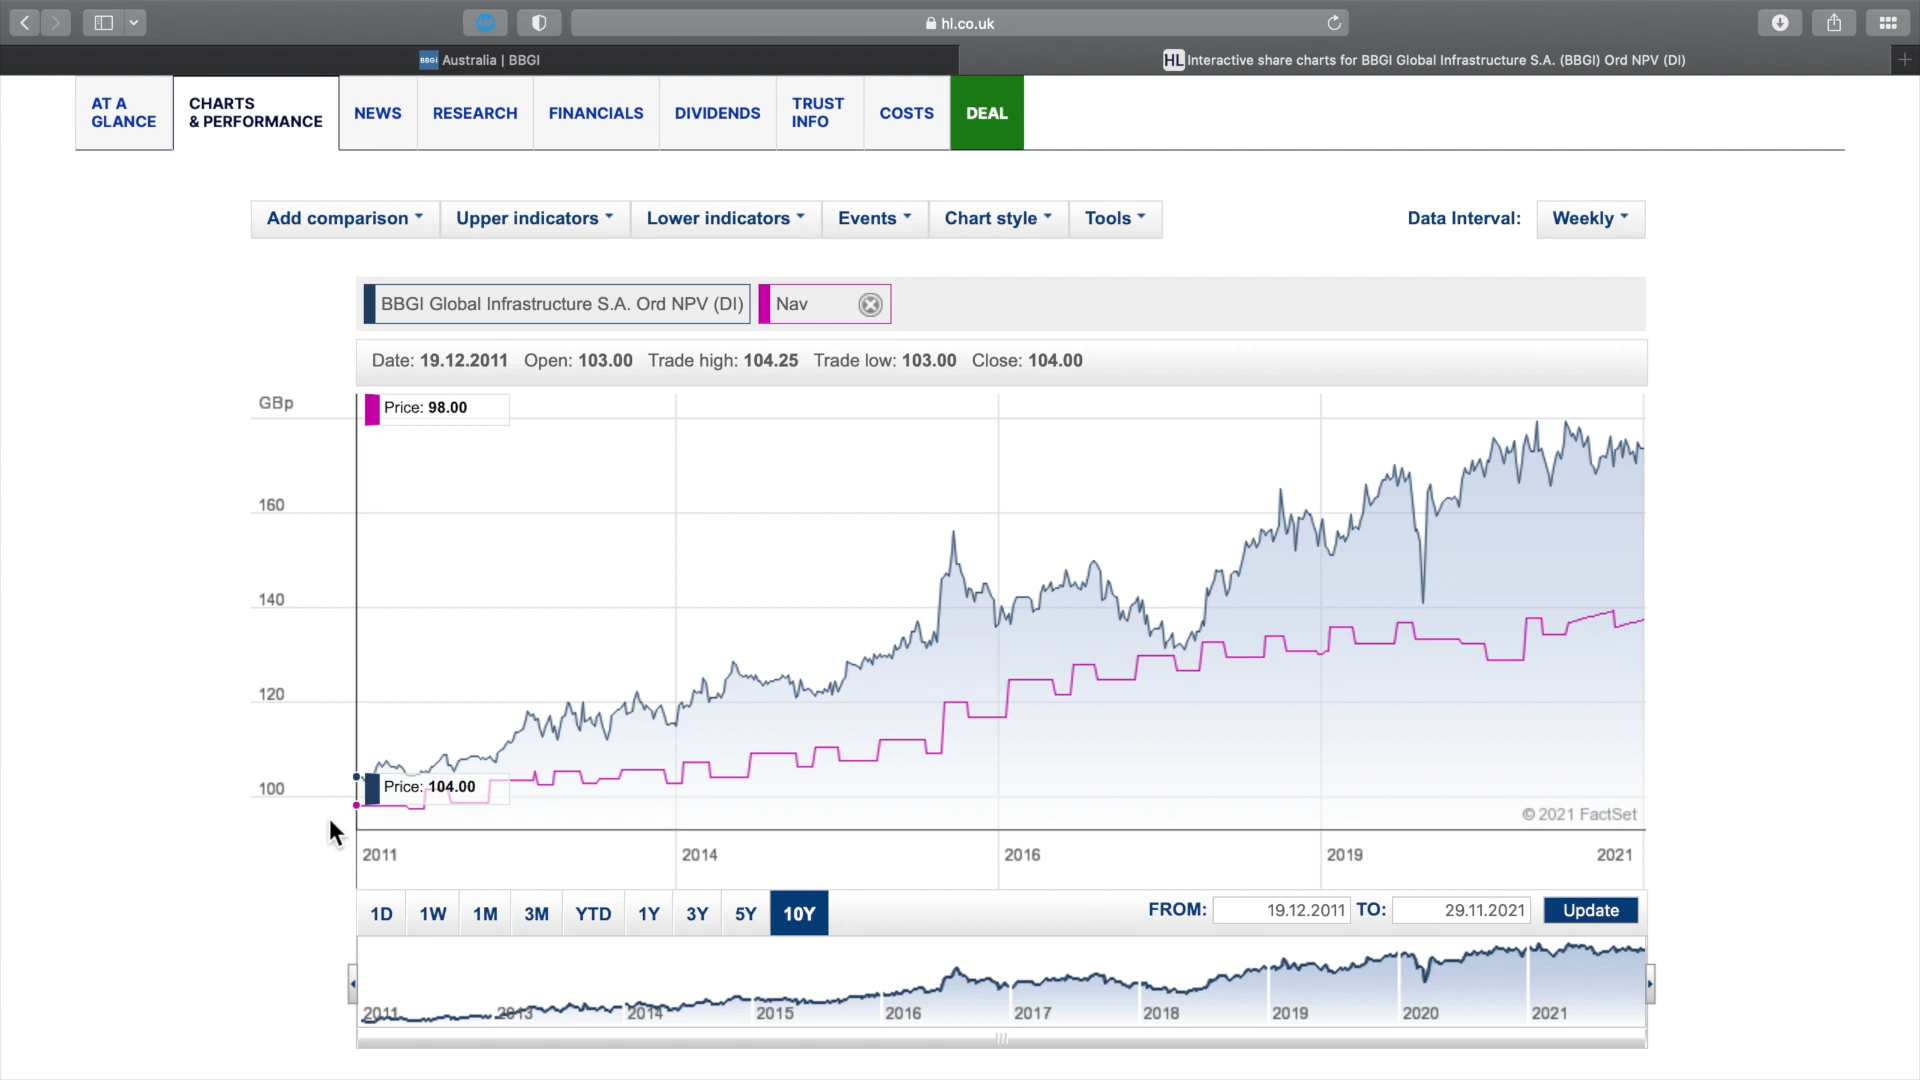 hl.co.uk
BBGI Australia | BBGI
HL Interactive share charts for BBGI Global Infrastructure S.A. (BBGI) Ord NPV (DI)
AT A GLANCE
CHARTS & PERFORMANCE
NEWS
RESEARCH
FINANCIALS
DIVIDENDS
TRUST INFO
COSTS
DEAL
Add comparison
Upper indicators
Lower indicators
Events
Chart style
Tools
Data Interval:
Weekly
BBGI Global Infrastructure S.A. Ord NPV (DI)
Nav
Date: 19.12.2011 Open: 103.00 Trade high: 104.25 Trade low: 103.00 Close: 104.00
GBp
Price: 98.00
160
140
120
100
Price: 104.00
© 2021 FactSet
2011
2014
2016
2019
2021
1D
1W
1M
3M
YTD
1Y
3Y
5Y
10Y
FROM: 19.12.2011 TO: 29.11.2021
Update
2011
2013
2014
2015
2016
2017
2018
2019
2020
2021